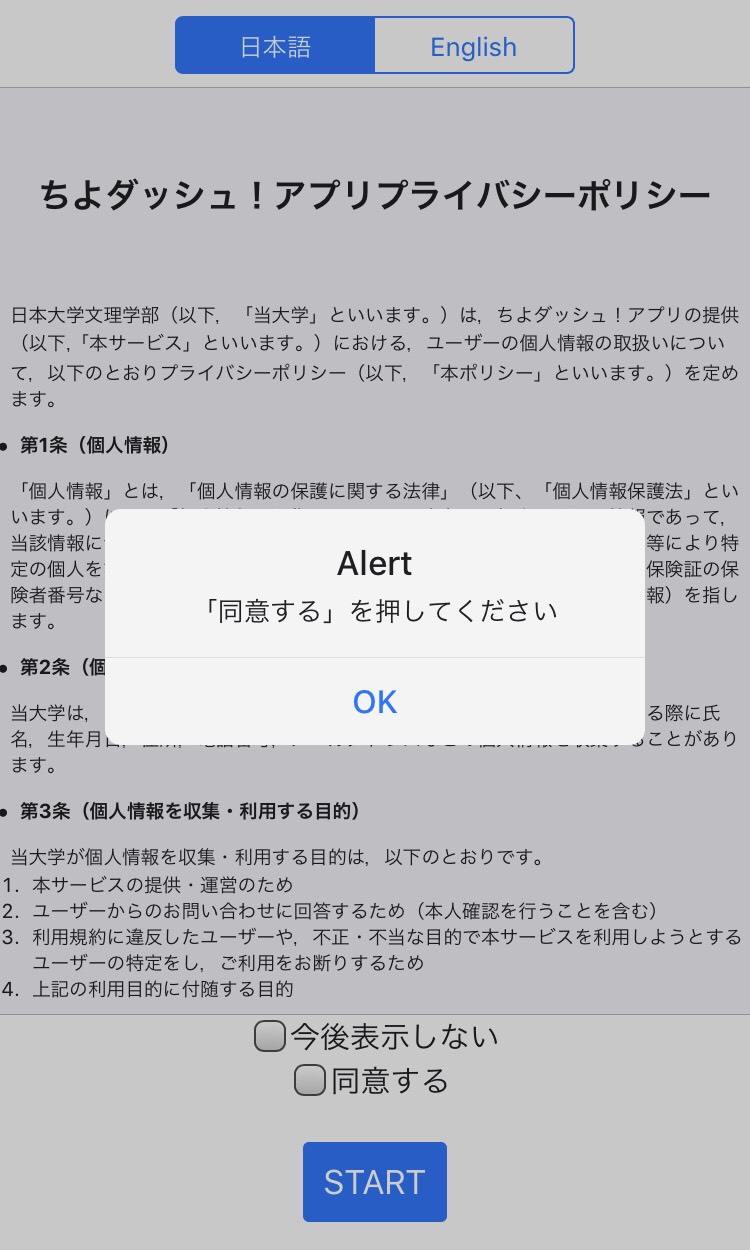 日本語
English
ちよダッシュ！アプリプライバシーポリシー
日本大学文理学部（以下，「当大学」といいます。）は，ちよダッシュ！アプリの提供
（以下,「本サービス」といいます。）における，ユーザーの個人情報の取扱いについ
て，以下のとおりプライバシーポリシー（以下，「本ポリシー」といいます。）を定め
ます。
• 第1条（個人情報）
「個人情報」とは，「個人情報の保護に関する法律」（以下、「個人情報保護法」とい
います。）であって，
当該情報に等により特
定の個人を保険証の保
険者番号な報）を指し
ます。
Alert
「同意する」を押してください
OK
• 第2条（個
当大学は，る際に氏
名，生年月ことがあり
ます。
• 第3条（個人情報を収集・利用する目的）
当大学が個人情報を収集・利用する目的は，以下のとおりです。
1. 本サービスの提供・運営のため
2. ユーザーからのお問い合わせに回答するため（本人確認を行うことを含む）
3. 利用規約に違反したユーザーや，不正・不当な目的で本サービスを利用しようとする
ユーザーの特定をし，ご利用をお断りするため
4. 上記の利用目的に付随する目的
今後表示しない
同意する
START